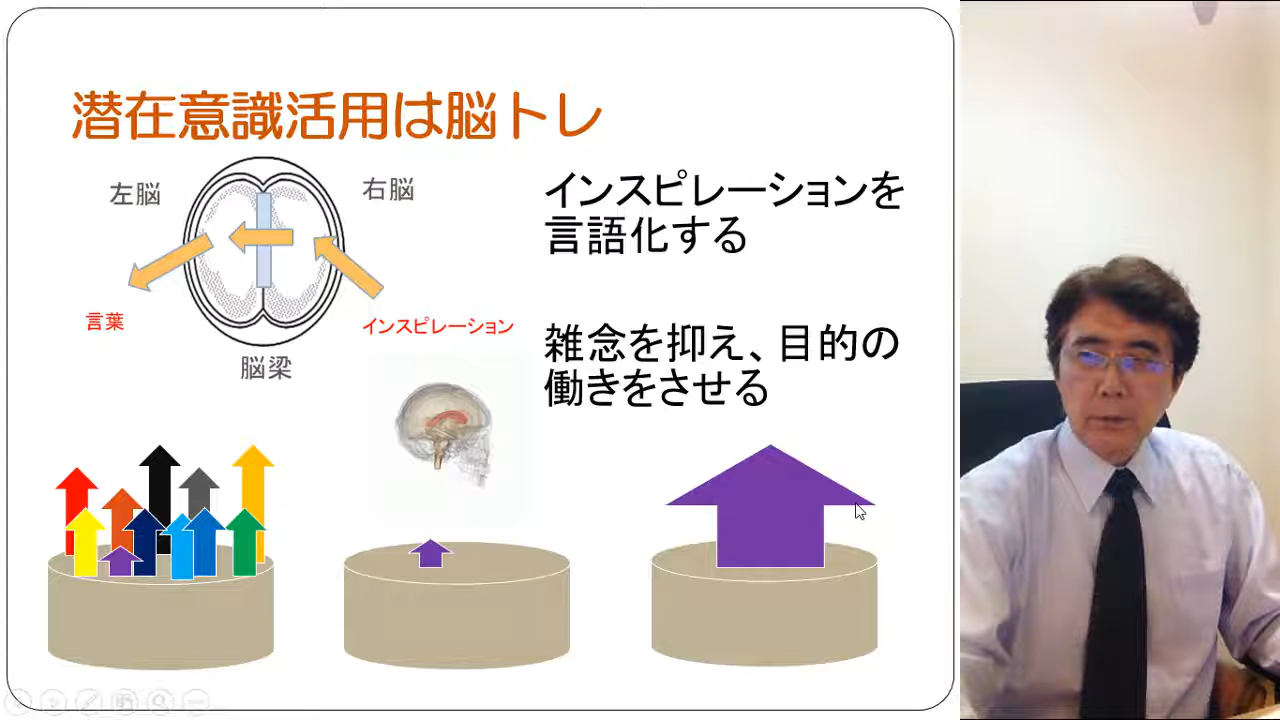 潜在意識活用は脳トレ
左脳
右脳
インスピレーションを
言語化する
言葉
インスピレーション
脳梁
雑念を抑え、目的の
働きをさせる